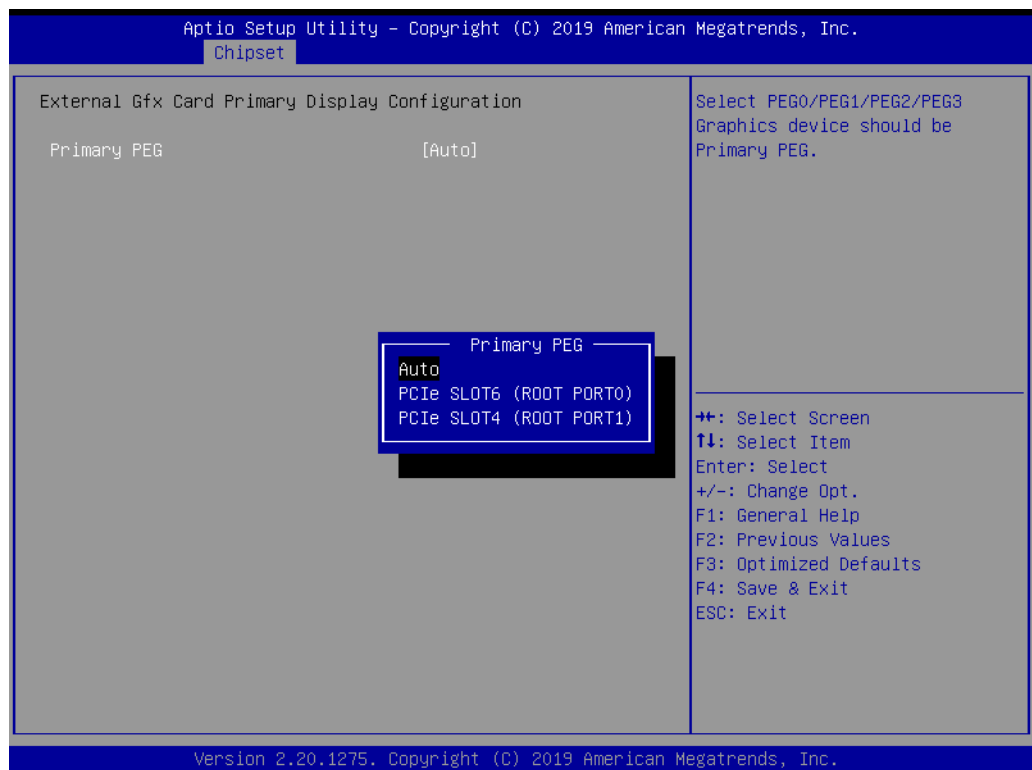 Aptio Setup Utility – Copyright (C) 2019 American Megatrends, Inc.
Chipset
External Gfx Card Primary Display Configuration
Primary PEG [Auto]
Select PEG0/PEG1/PEG2/PEG3
Graphics device should be
Primary PEG.
Primary PEG
Auto
PCIe SLOT6 (ROOT PORT0)
PCIe SLOT4 (ROOT PORT1)
→←: Select Screen
↑↓: Select Item
Enter: Select
+/-: Change Opt.
F1: General Help
F2: Previous Values
F3: Optimized Defaults
F4: Save & Exit
ESC: Exit
Version 2.20.1275. Copyright (C) 2019 American Megatrends, Inc.